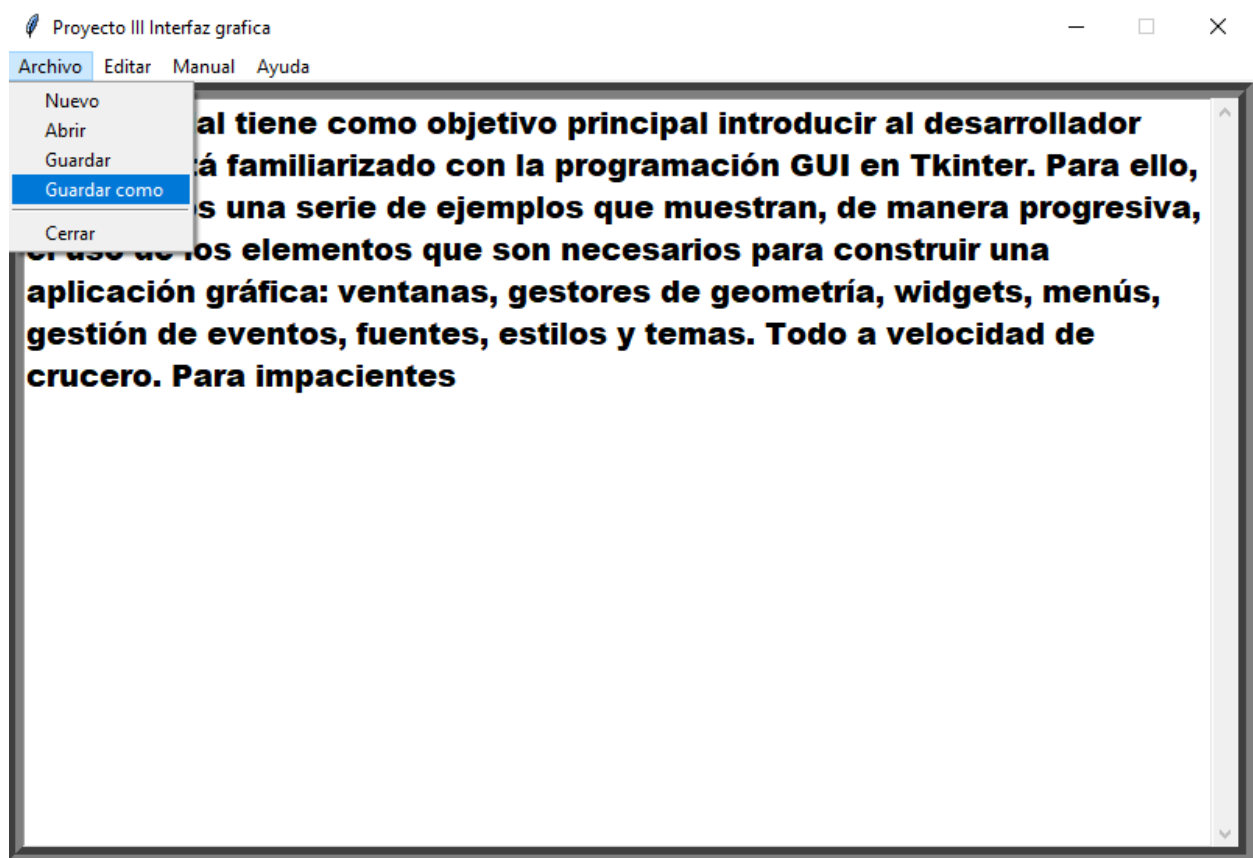 Proyecto III Interfaz grafica
Archivo Editar Manual Ayuda
Nuevo
Abrir
Guardar
Guardar como
Cerrar
al tiene como objetivo principal introducir al desarrollador
á familiarizado con la programación GUI en Tkinter. Para ello,
s una serie de ejemplos que muestran, de manera progresiva,
el uso de los elementos que son necesarios para construir una
aplicación gráfica: ventanas, gestores de geometría, widgets, menús,
gestión de eventos, fuentes, estilos y temas. Todo a velocidad de
crucero. Para impacientes